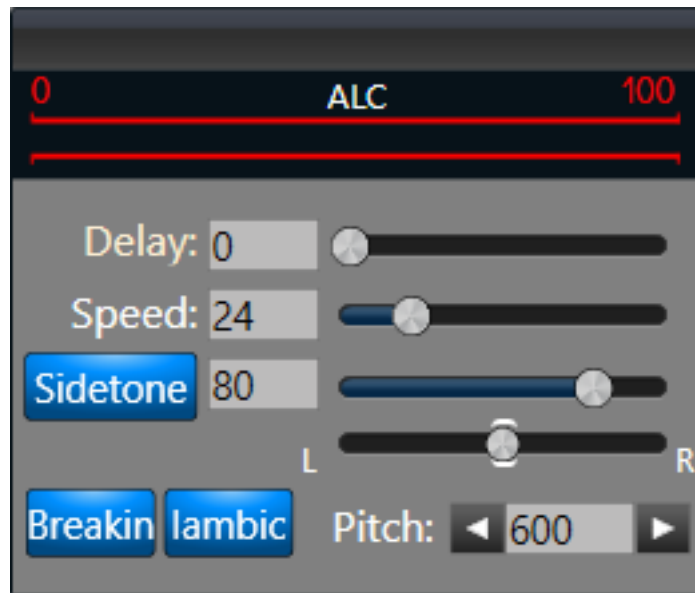 0 ALC 100
Delay: 0
Speed: 24
Sidetone 80
L R
Breakin Iambic Pitch: 600